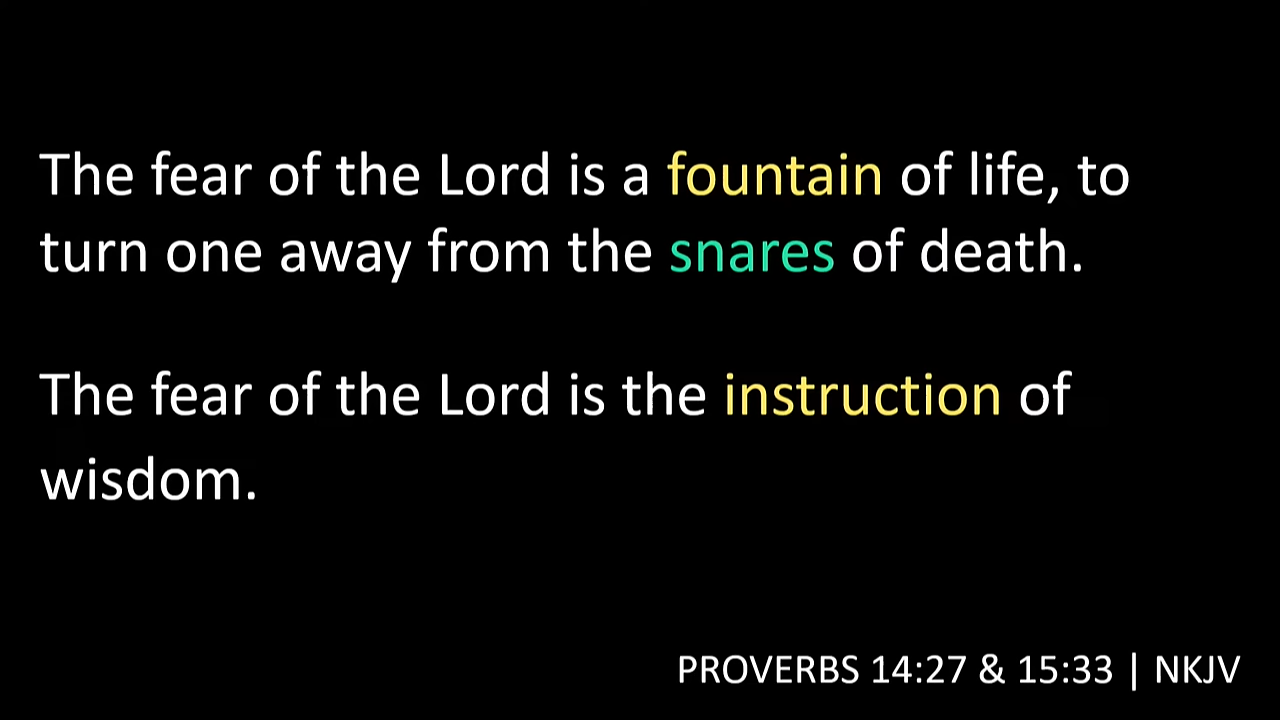 The fear of the Lord is a fountain of life, to
turn one away from the snares of death.
The fear of the Lord is the instruction of
wisdom.
PROVERBS 14:27 & 15:33 | NKJV